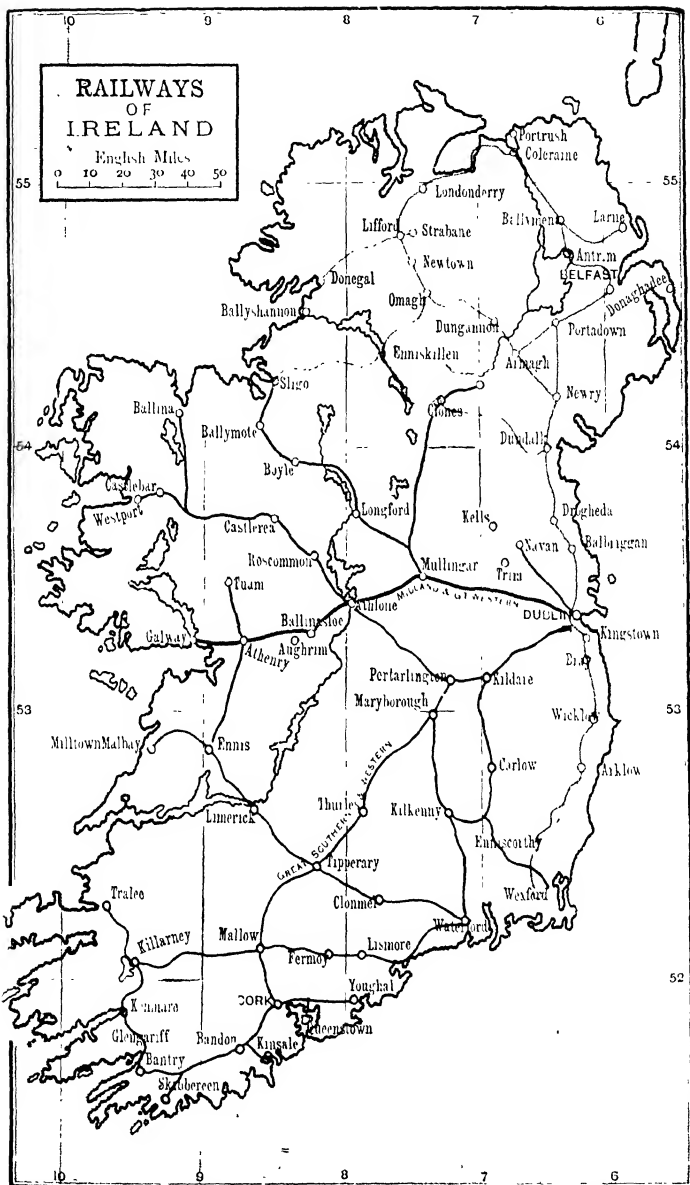 10 9 8 7 6
RAILWAYS
OF
IRELAND
English Miles
0 10 20 30 40 50
Portrush
Coleraine
55
55
Londonderry
Ballymena
Larne
Lifford
Strabane
Antrim
BELFAST
Newtown
Donegal
Donaghadee
Omagh
Ballyshannon
Dungannon
Portadown
Enniskillen
Armagh
Sligo
Newry
Ballina
Clones
Ballymote
Dundalk
54
54
Boyle
Castlebar
Westport
Longford
Kells
Drogheda
Castlerea
Navan
Balbriggan
Roscommon
Trim
Tuam
Mullingar
MIDLAND & GT WESTERN
Athlone
DUBLIN
Ballinasloe
Kingstown
Galway
Athenry
Aughrim
Bray
Portarlington
Kildare
Maryborough
53
53
Wicklow
Milltown Malbay
Ennis
Carlow
Arklow
Limerick
Thurles
Kilkenny
GREAT SOUTHERN & WESTERN
Enniscorthy
Tipperary
Clonmel
Wexford
Tralee
Waterford
Killarney
Mallow
Fermoy
Lismore
52
Youghal
CORK
Kenmare
Queenstown
Glengariff
Bandon
Kinsale
Bantry
Skibbereen
10 9 8 7 6